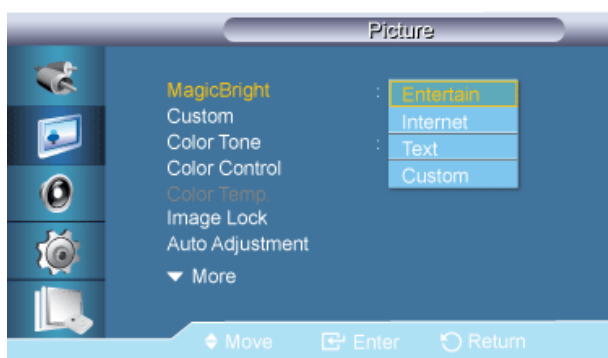 Picture
MagicBright : Entertain
Custom Internet
Color Tone : Text
Color Control Custom
Color Temp.
Image Lock
Auto Adjustment
More
Move Enter Return